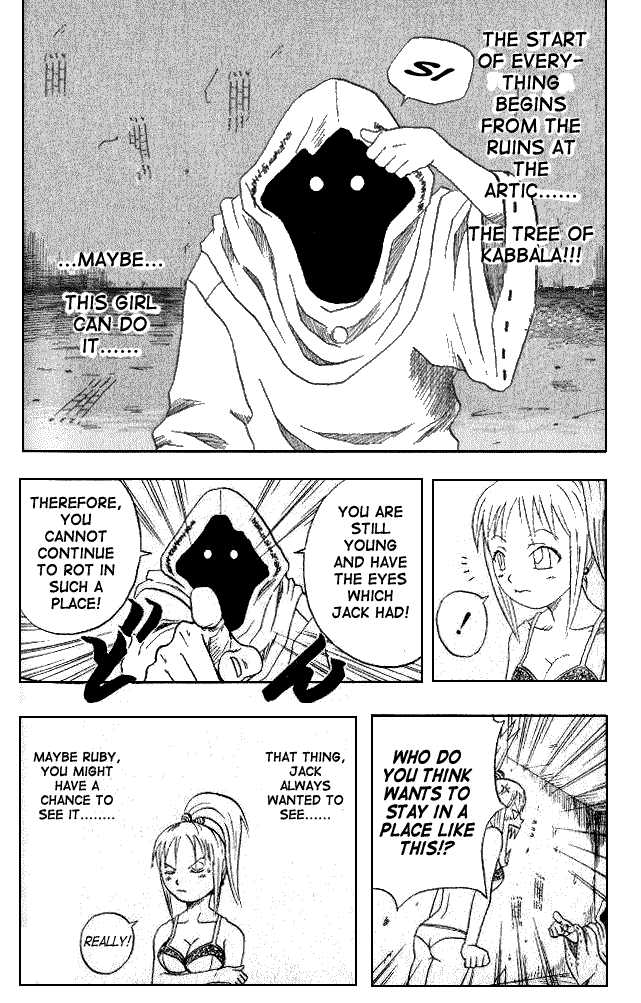 THE START
OF EVERY-
THING
BEGINS
FROM THE
RUINS AT
THE
ARTIC......
THE TREE OF
KABBALA!!!
SI
...MAYBE...
THIS GIRL
CAN DO
IT......
!
YOU ARE
STILL
YOUNG
AND HAVE
THE EYES
WHICH
JACK HAD!
THEREFORE,
YOU
CANNOT
CONTINUE
TO ROT IN
SUCH A
PLACE!
どん
WHO DO
YOU THINK
WANTS TO
STAY IN A
PLACE LIKE
THIS!?
THAT THING,
JACK
ALWAYS
WANTED TO
SEE......
MAYBE RUBY,
YOU MIGHT
HAVE A
CHANCE TO
SEE IT........
REALLY!